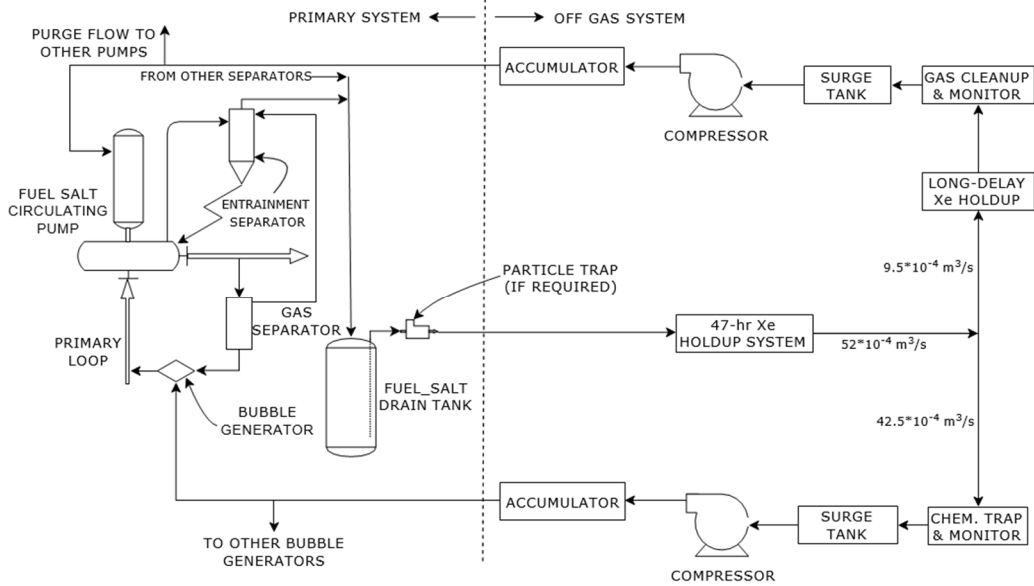 PRIMARY SYSTEM
OFF GAS SYSTEM
PURGE FLOW TO
OTHER PUMPS
FROM OTHER SEPARATORS
ACCUMULATOR
COMPRESSOR
SURGE
TANK
GAS CLEANUP
& MONITOR
FUEL SALT
CIRCULATING
PUMP
ENTRAINMENT
SEPARATOR
LONG-DELAY
Xe HOLDUP
9.5*10⁻⁴ m³/s
PARTICLE TRAP
(IF REQUIRED)
GAS
SEPARATOR
PRIMARY
LOOP
47-hr Xe
HOLDUP SYSTEM
52*10⁻⁴ m³/s
FUEL_SALT
DRAIN TANK
BUBBLE
GENERATOR
42.5*10⁻⁴ m³/s
ACCUMULATOR
COMPRESSOR
SURGE
TANK
CHEM. TRAP
& MONITOR
TO OTHER BUBBLE
GENERATORS